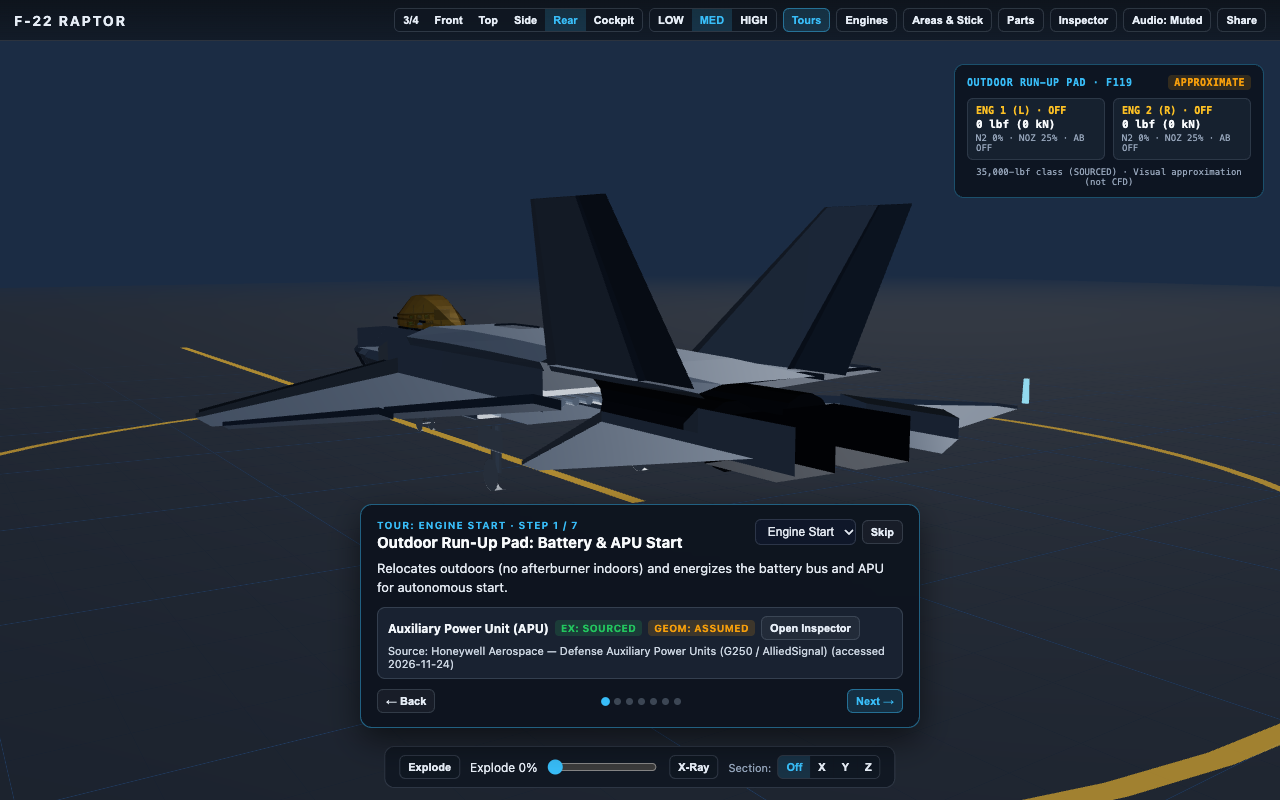 F-22 RAPTOR
3/4 Front Top Side Rear Cockpit LOW MED HIGH Tours Engines Areas & Stick Parts Inspector Audio: Muted Share
OUTDOOR RUN-UP PAD · F119 APPROXIMATE
ENG 1 (L) · OFF
0 lbf (0 kN)
N2 0% · NOZ 25% · AB
OFF
ENG 2 (R) · OFF
0 lbf (0 kN)
N2 0% · NOZ 25% · AB
OFF
35,000-lbf class (SOURCED) · Visual approximation
(not CFD)
TOUR: ENGINE START · STEP 1 / 7
Outdoor Run-Up Pad: Battery & APU Start
Engine Start Skip
Relocates outdoors (no afterburner indoors) and energizes the battery bus and APU
for autonomous start.
Auxiliary Power Unit (APU) EX: SOURCED GEOM: ASSUMED Open Inspector
Source: Honeywell Aerospace — Defense Auxiliary Power Units (G250 / AlliedSignal) (accessed
2026-11-24)
← Back Next →
Explode Explode 0% X-Ray Section: Off X Y Z